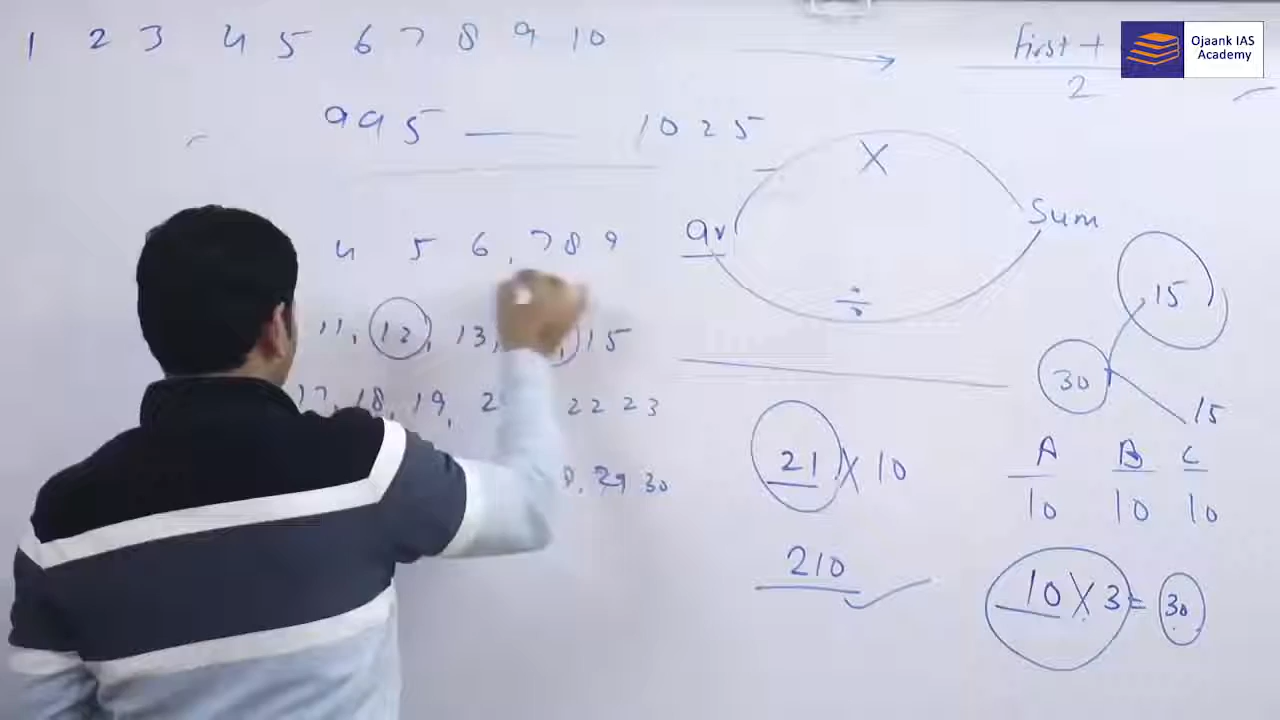 1 2 3 4 5 6 7 8 9 10
first +
2
Ojaank IAS
Academy
995 — 1025
X
av
Sum
÷
4 5 6, 7 8 9
11, 12, 13, , 15
17, 18, 19, 2 22 23
, 29 30
15
30
15
21 X 10
210
A B C
10 10 10
10 X 3 = 30